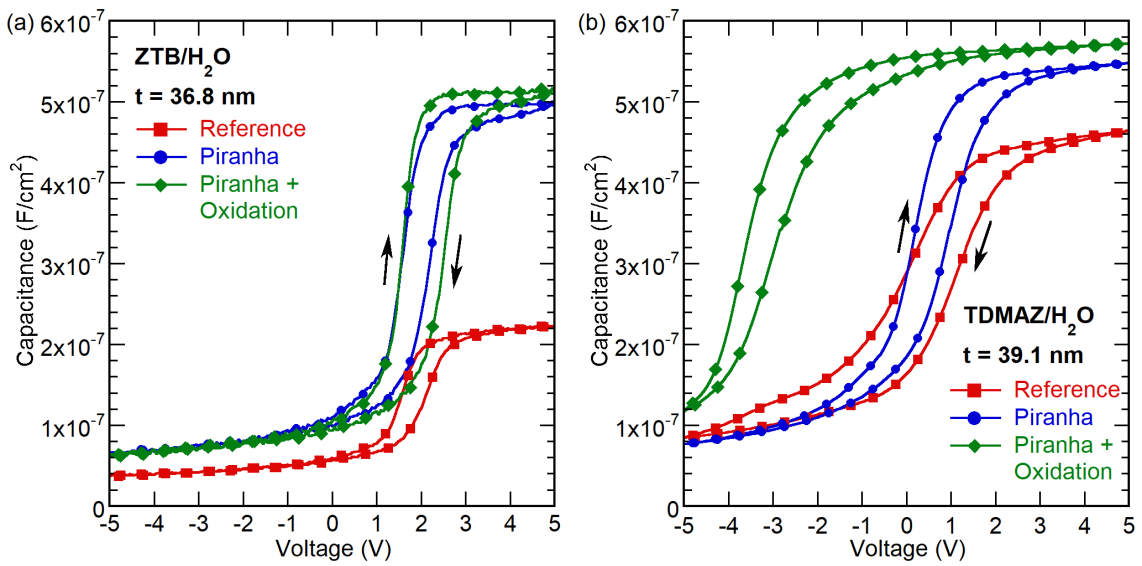 (a)
6x10⁻⁷
5x10⁻⁷
4x10⁻⁷
3x10⁻⁷
2x10⁻⁷
1x10⁻⁷
0
Capacitance (F/cm²)
ZTB/H₂O
t = 36.8 nm
Reference
Piranha
Piranha +
Oxidation
-5 -4 -3 -2 -1 0 1 2 3 4 5
Voltage (V)
(b)
6x10⁻⁷
5x10⁻⁷
4x10⁻⁷
3x10⁻⁷
2x10⁻⁷
1x10⁻⁷
0
Capacitance (F/cm²)
TDMAZ/H₂O
t = 39.1 nm
Reference
Piranha
Piranha +
Oxidation
-5 -4 -3 -2 -1 0 1 2 3 4 5
Voltage (V)